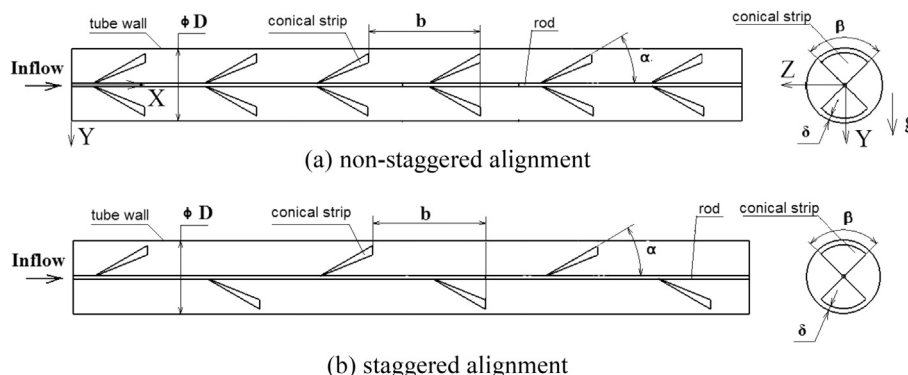 tube wall
ϕ D
conical strip
b
rod
α
Inflow
X
Y
conical strip
β
Z
δ
Y
g
(a) non-staggered alignment
tube wall
ϕ D
conical strip
b
rod
α
Inflow
conical strip
β
δ
(b) staggered alignment